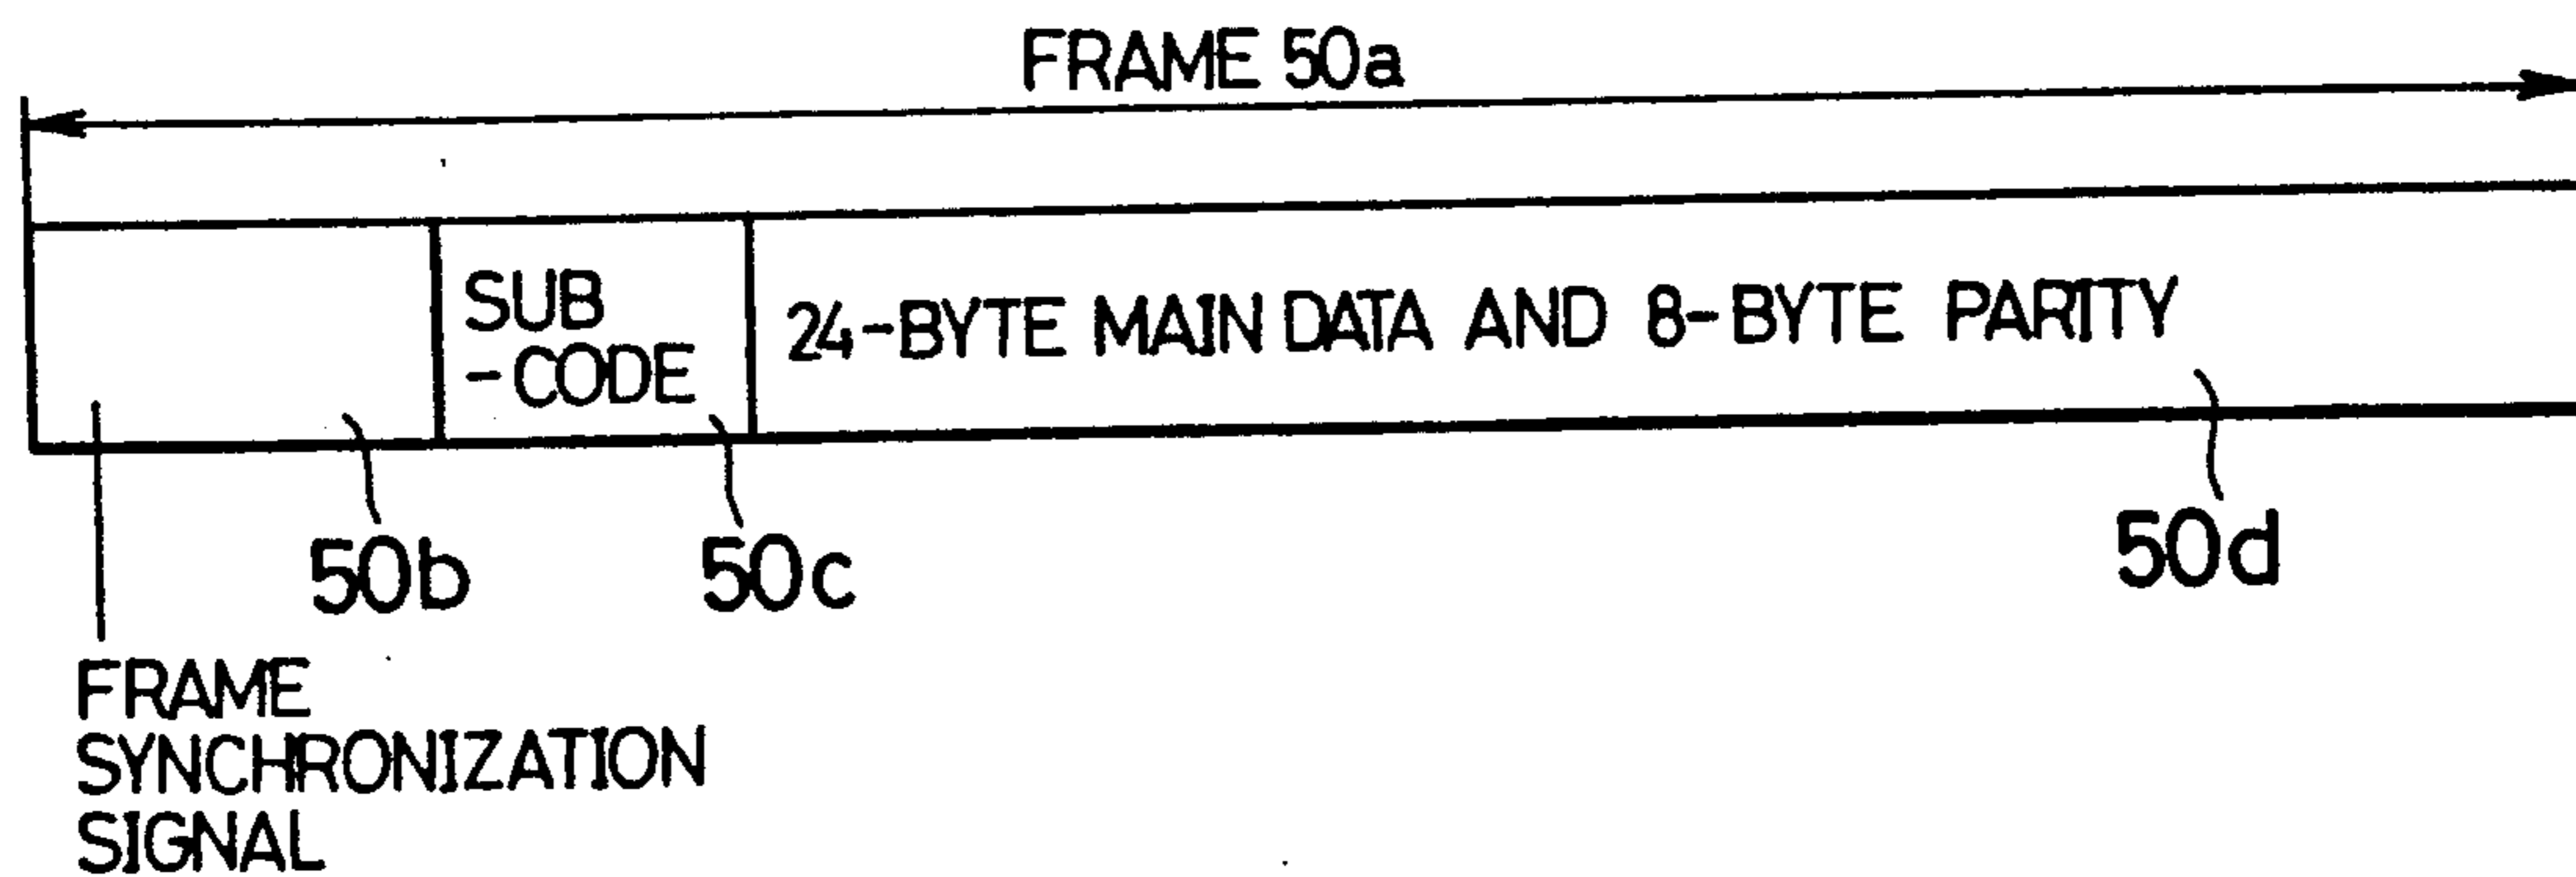 FRAME 50a
SUB
-CODE
24-BYTE MAIN DATA AND 8-BYTE PARITY
50b
50c
50d
FRAME
SYNCHRONIZATION
SIGNAL